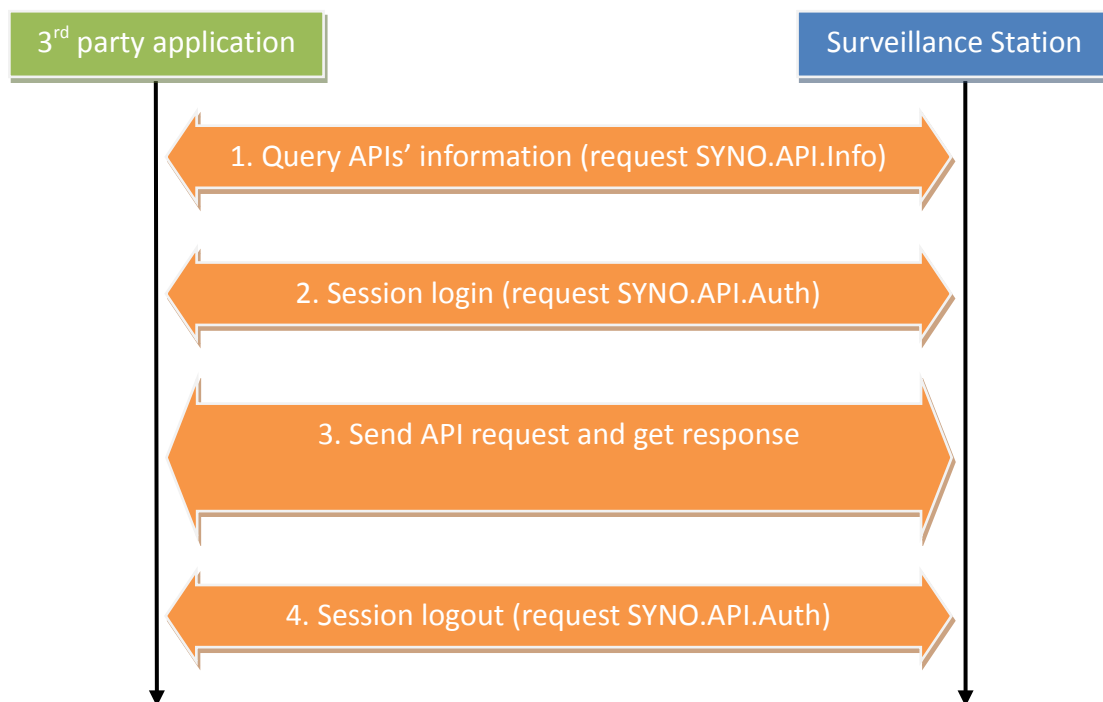 3rd party application
Surveillance Station
1. Query APIs’ information (request SYNO.API.Info)
2. Session login (request SYNO.API.Auth)
3. Send API request and get response
4. Session logout (request SYNO.API.Auth)